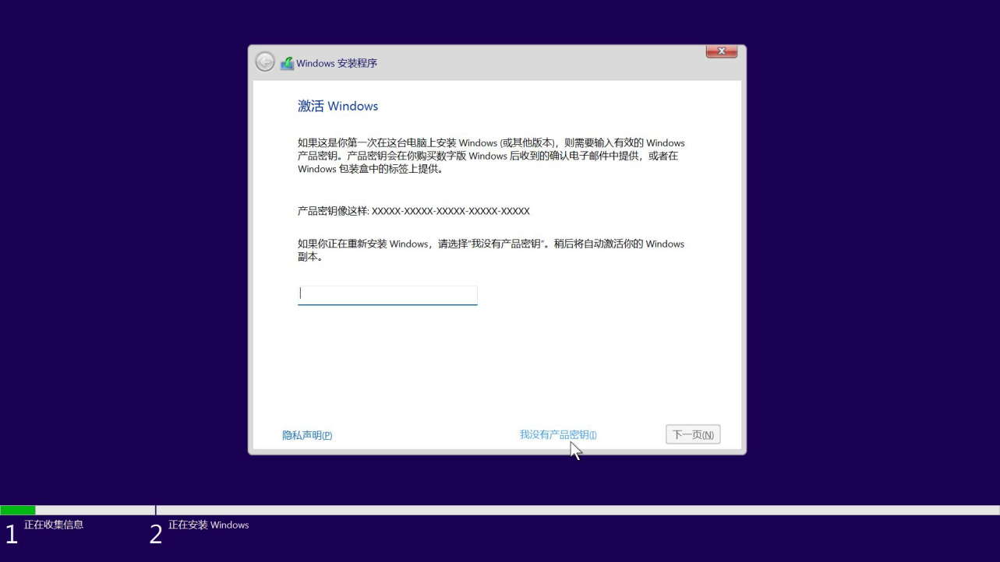 Windows 安装程序
激活 Windows
如果这是你第一次在这台电脑上安装 Windows (或其他版本)，则需要输入有效的 Windows
产品密钥。产品密钥会在你购买数字版 Windows 后收到的确认电子邮件中提供，或者在
Windows 包装盒中的标签上提供。
产品密钥像这样: XXXXX-XXXXX-XXXXX-XXXXX-XXXXX
如果你正在重新安装 Windows，请选择"我没有产品密钥"。稍后将自动激活你的 Windows
副本。
隐私声明(P) 我没有产品密钥(I) 下一页(N)
1 正在收集信息 2 正在安装 Windows